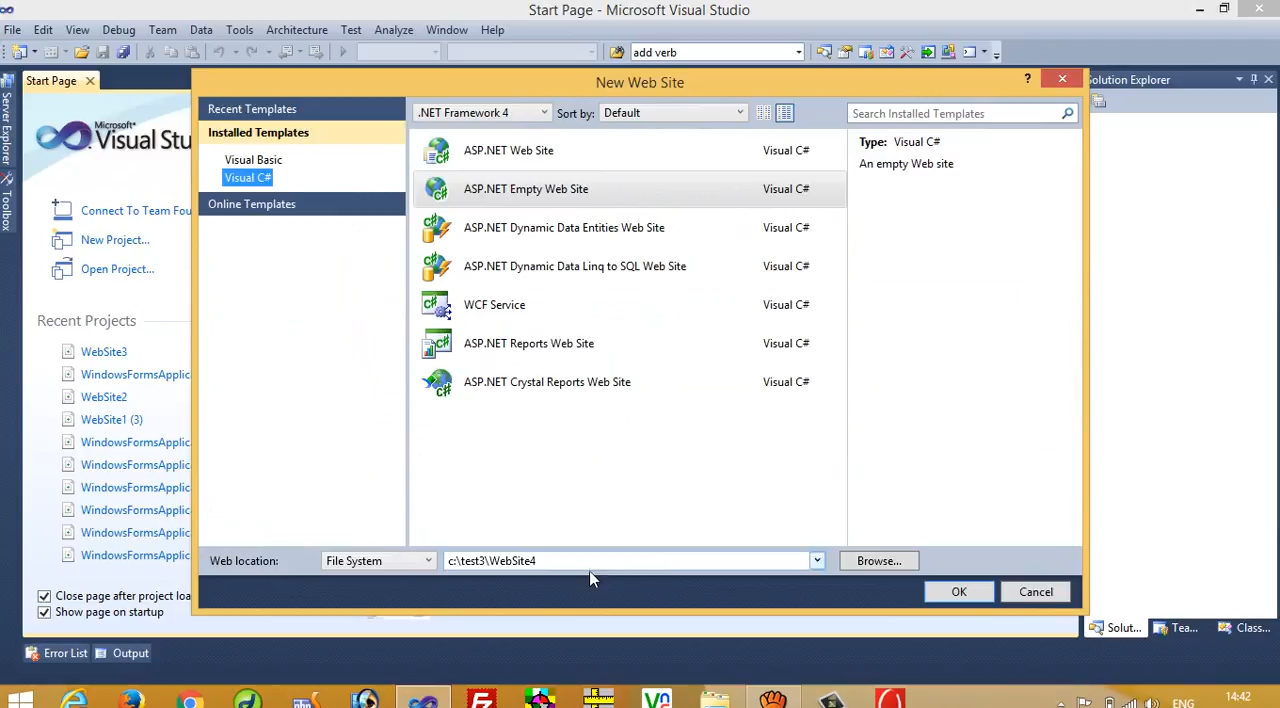 Start Page - Microsoft Visual Studio
File Edit View Debug Team Data Tools Architecture Test Analyze Window Help
add verb
Start Page
Solution Explorer
Server Explorer
Toolbox
Microsoft®
Visual Stu
Connect To Team Fou
New Project...
Open Project...
Recent Projects
WebSite3
WindowsFormsApplic
WebSite2
WebSite1 (3)
WindowsFormsApplic
WindowsFormsApplic
WindowsFormsApplic
WindowsFormsApplic
WindowsFormsApplic
WindowsFormsApplic
Close page after project loa
Show page on startup
New Web Site
?
Recent Templates
Installed Templates
Visual Basic
Visual C#
Online Templates
.NET Framework 4 Sort by: Default
Search Installed Templates
ASP.NET Web Site Visual C#
ASP.NET Empty Web Site Visual C#
ASP.NET Dynamic Data Entities Web Site Visual C#
ASP.NET Dynamic Data Linq to SQL Web Site Visual C#
WCF Service Visual C#
ASP.NET Reports Web Site Visual C#
ASP.NET Crystal Reports Web Site Visual C#
Type: Visual C#
An empty Web site
Web location: File System c:\test3\WebSite4 Browse...
OK Cancel
Solut... Tea... Class...
Error List Output
ENG
14:42